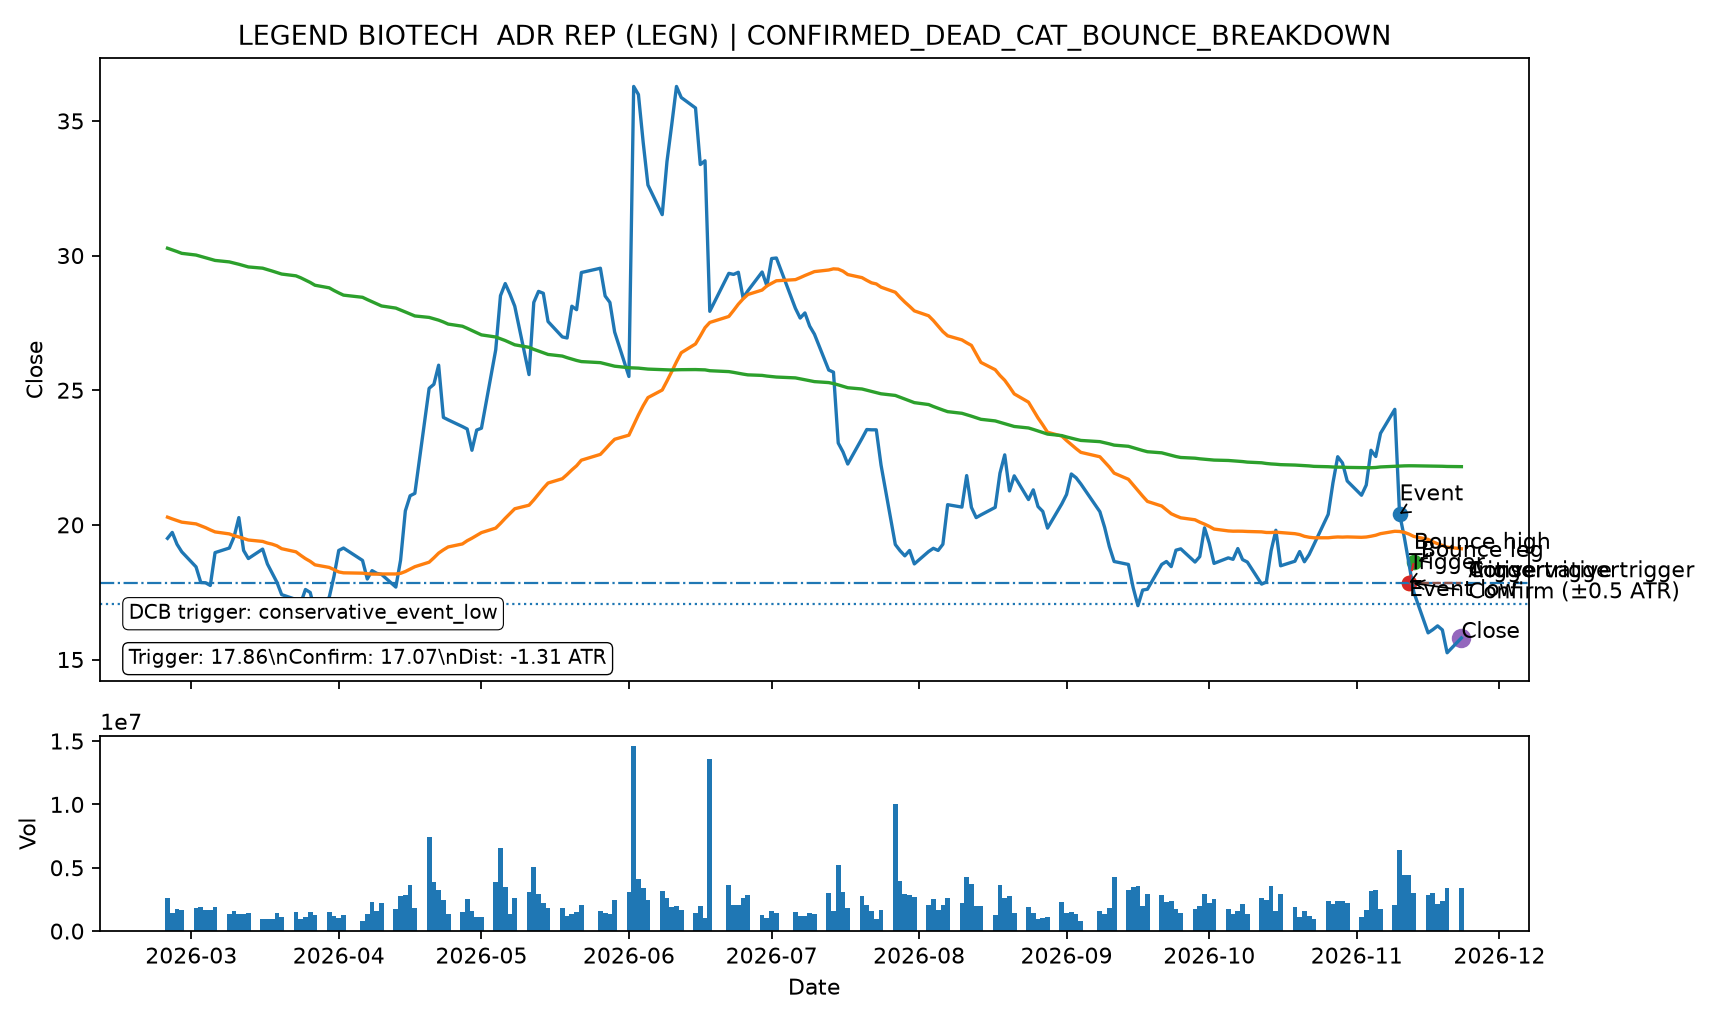 LEGEND BIOTECH  ADR REP (LEGN) | CONFIRMED_DEAD_CAT_BOUNCE_BREAKDOWN
Close
35
30
25
20
15
Event
Bounce high
Bounce leg
Trigger
Conservative trigger
Event low
Confirm (±0.5 ATR)
Close
DCB trigger: conservative_event_low
Trigger: 17.86\nConfirm: 17.07\nDist: -1.31 ATR
1e7
Vol
1.5
1.0
0.5
0.0
2026-03
2026-04
2026-05
2026-06
2026-07
2026-08
2026-09
2026-10
2026-11
2026-12
Date